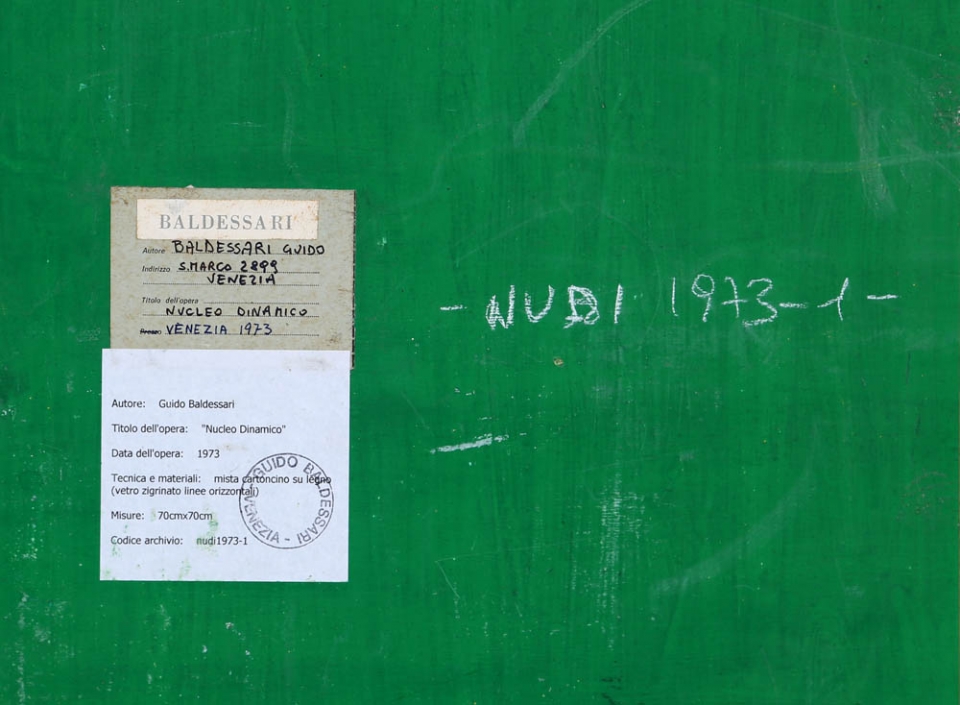 BALDESSARI
Autore BALDESSARI GUIDO
Indirizzo S.MARCO 2899
VENEZIA
Titolo dell'opera
NUCLEO DINAMICO
Prezzo VENEZIA 1973
Autore: Guido Baldessari
Titolo dell'opera: "Nucleo Dinamico"
Data dell'opera: 1973
Tecnica e materiali: mista cartoncino su legno
(vetro zigrinato linee orizzontali)
Misure: 70cmx70cm
Codice archivio: nudi1973-1
GUIDO BALDESSARI
VENEZIA -
- NUDI 1973-1 -